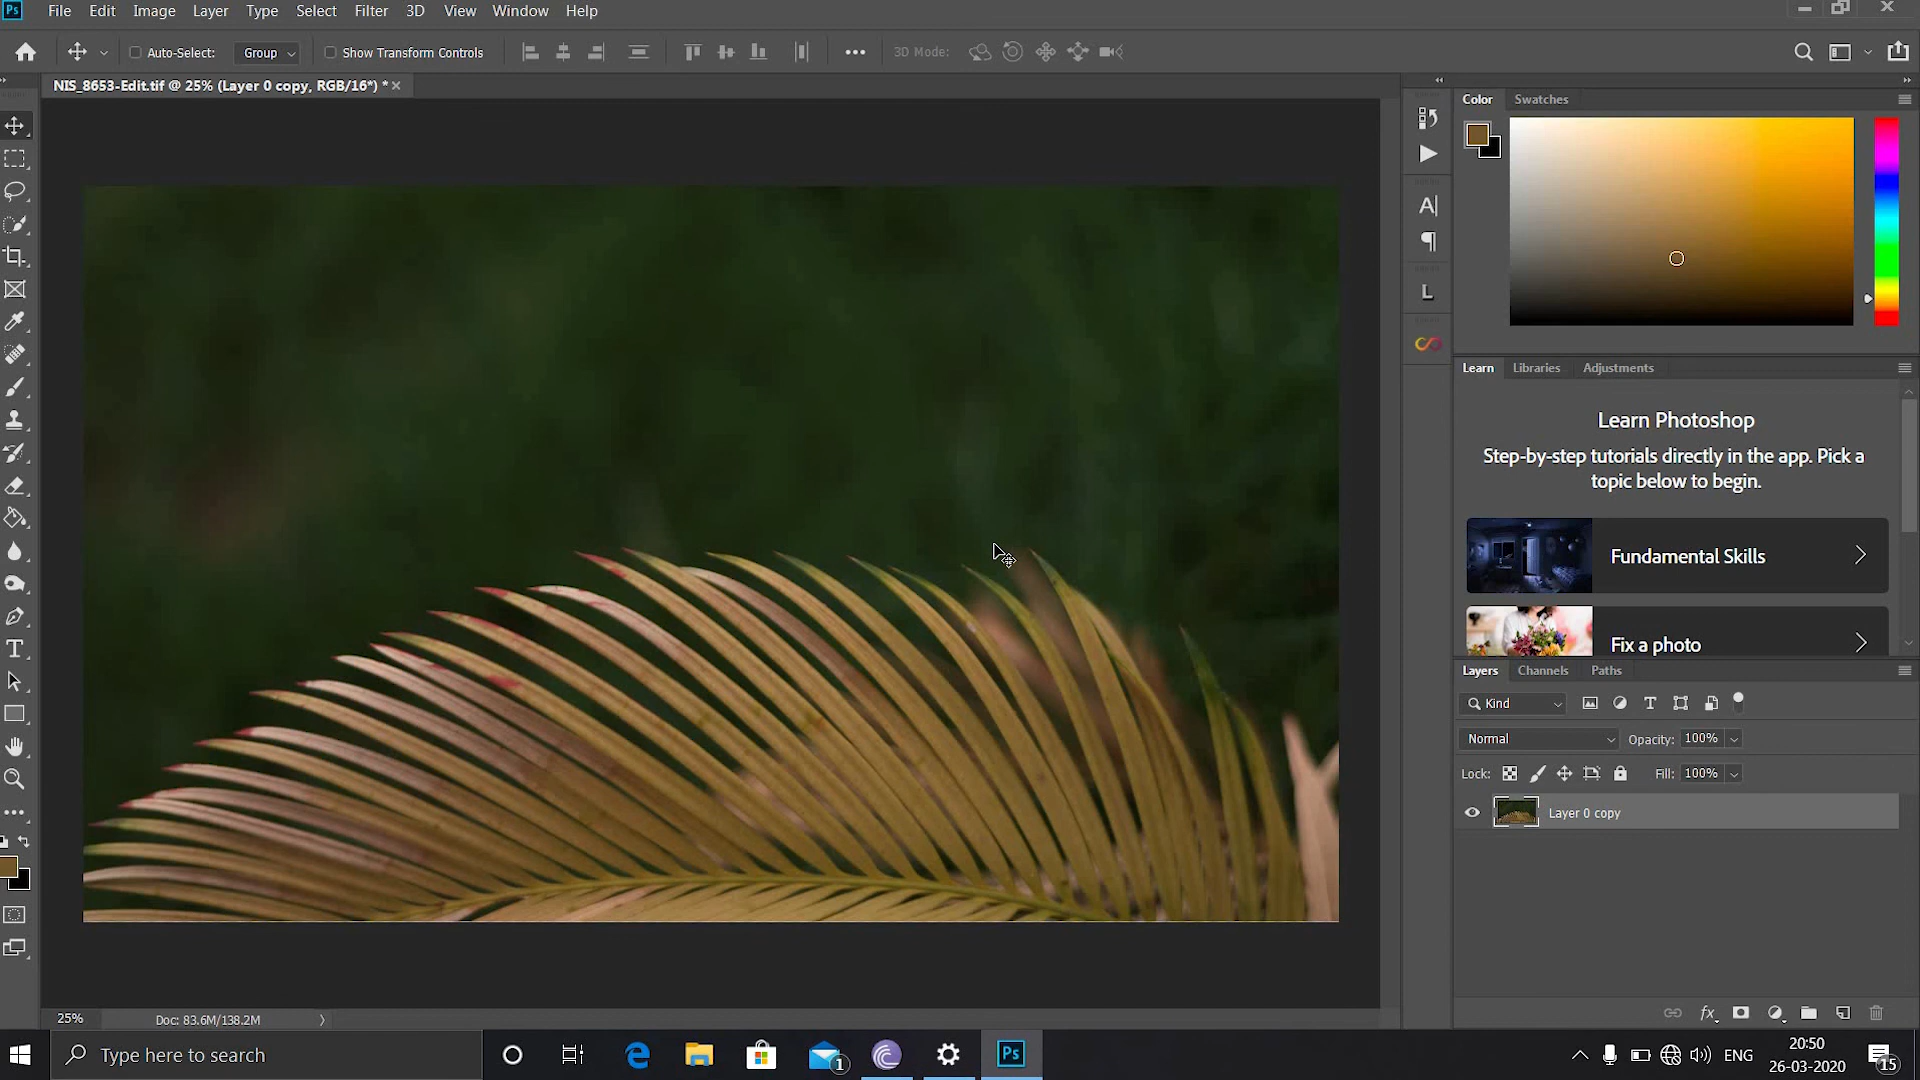 Ps File Edit Image Layer Type Select Filter 3D View Window Help
Auto-Select: Group Show Transform Controls 3D Mode:
NIS_8653-Edit.tif @ 25% (Layer 0 copy, RGB/16*) *
Color Swatches
Learn Libraries Adjustments
Learn Photoshop
Step-by-step tutorials directly in the app. Pick a
topic below to begin.
Fundamental Skills
Fix a photo
Layers Channels Paths
Kind
Normal Opacity: 100%
Lock: Fill: 100%
Layer 0 copy
25% Doc: 83.6M/138.2M
Type here to search
1
Ps
ENG
20:50
26-03-2020
15